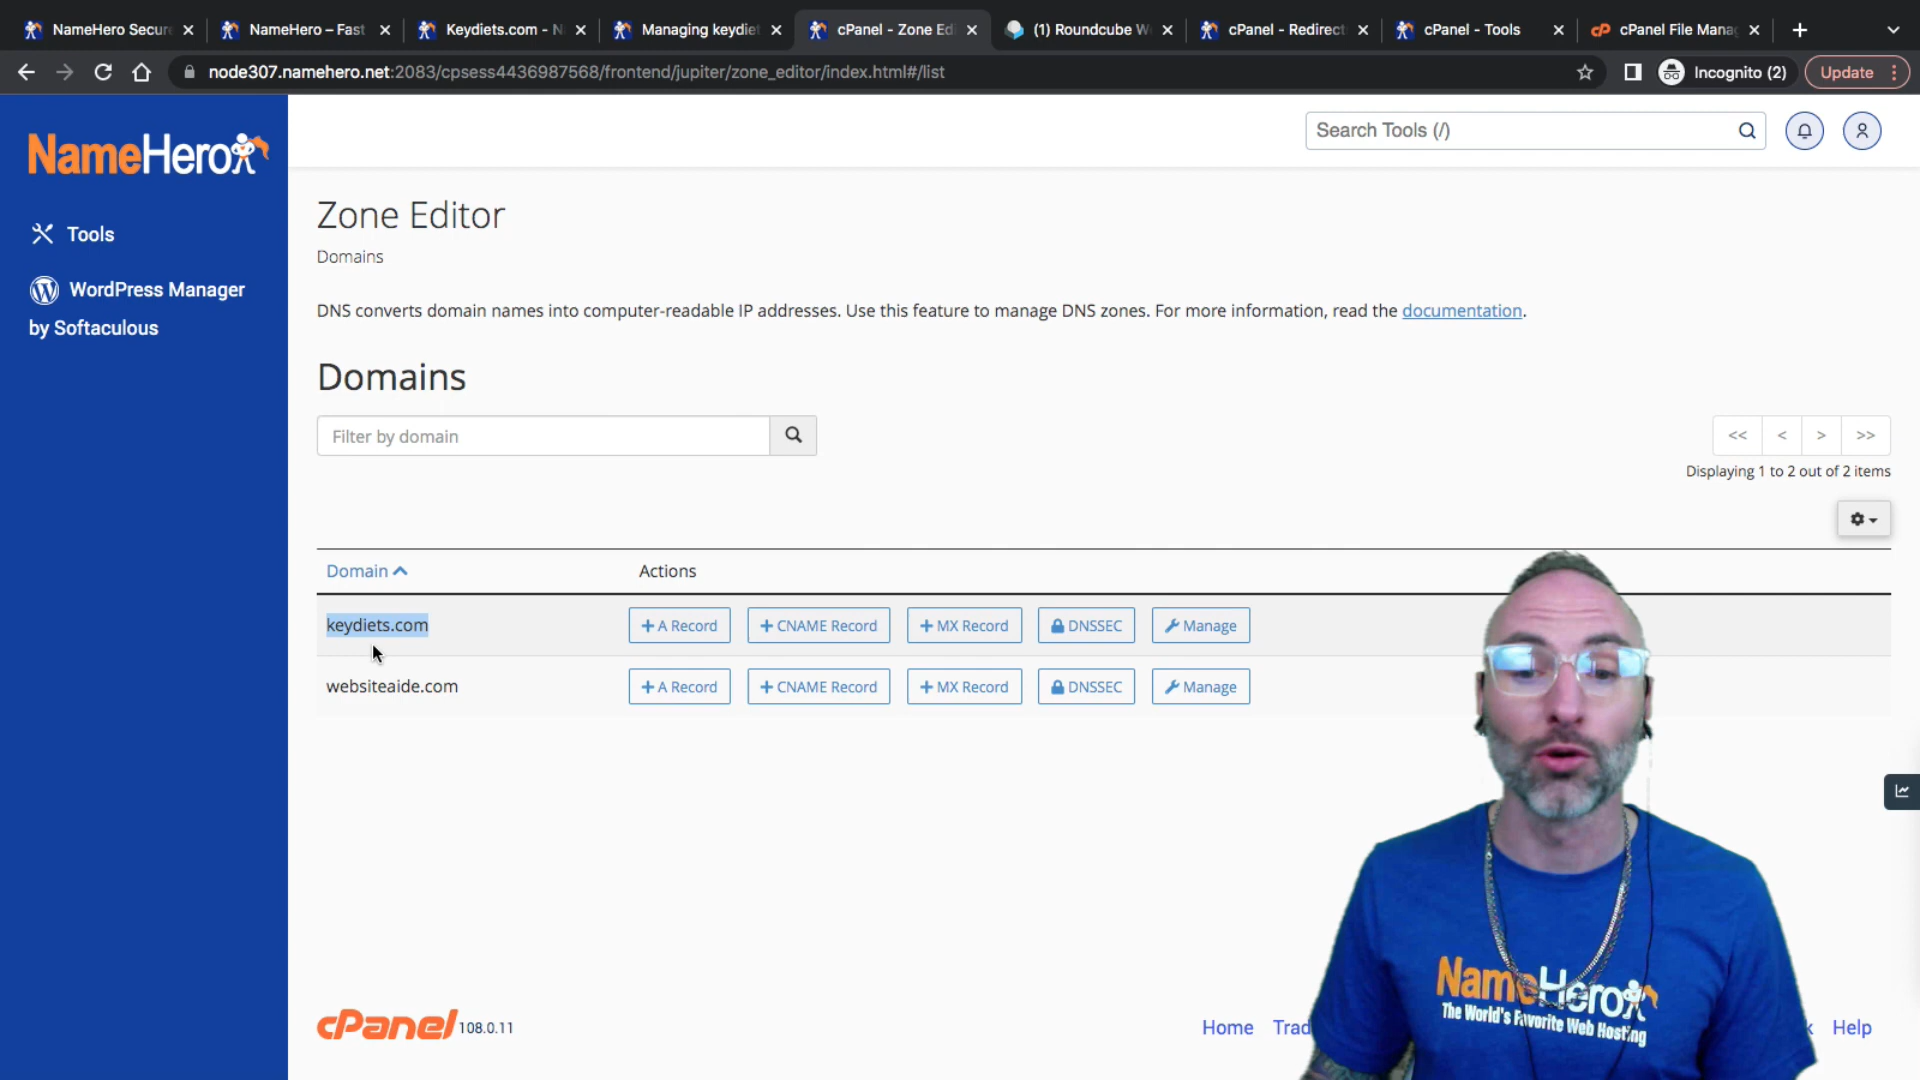 NameHero Secure
NameHero – Fast
Keydiets.com - N
Managing keydiet
cPanel - Zone Edi
(1) Roundcube W
cPanel - Redirect
cPanel - Tools
cPanel File Mana
node307.namehero.net:2083/cpsess4436987568/frontend/jupiter/zone_editor/index.html#/list
Incognito (2)
Update
NameHero
Search Tools (/)
Tools
WordPress Manager
by Softaculous
Zone Editor
Domains
DNS converts domain names into computer-readable IP addresses. Use this feature to manage DNS zones. For more information, read the documentation.
Domains
Filter by domain
<< < > >>
Displaying 1 to 2 out of 2 items
Domain Actions
keydiets.com + A Record + CNAME Record + MX Record DNSSEC Manage
websiteaide.com + A Record + CNAME Record + MX Record DNSSEC Manage
NameHero
The World's Favorite Web Hosting
cPanel 108.0.11
Home Trad Help